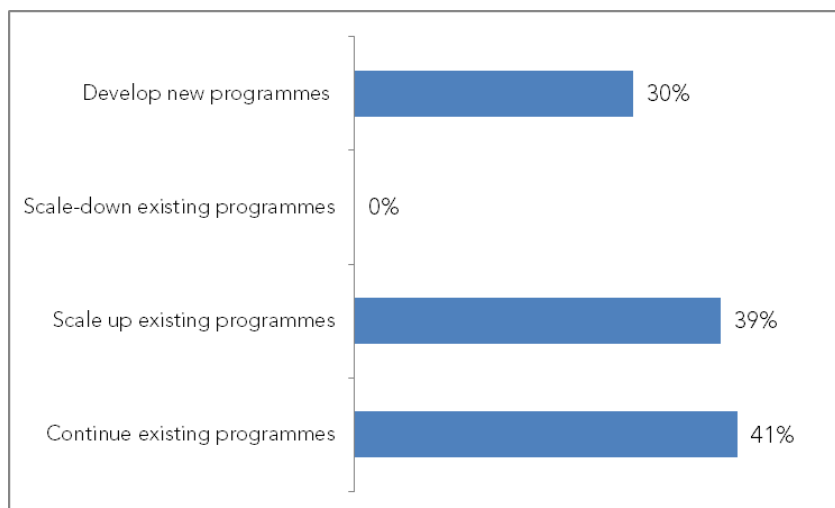 Develop new programmes 30%
Scale-down existing programmes 0%
Scale up existing programmes 39%
Continue existing programmes 41%